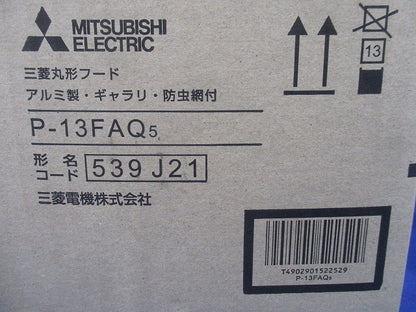 MITSUBISHI
ELECTRIC
三菱丸形フード
アルミ製・ギャラリ・防虫網付
P-13FAQ5
形名
コード 539 J21
三菱電機株式会社
13
T4902901522529
P-13FAQ5